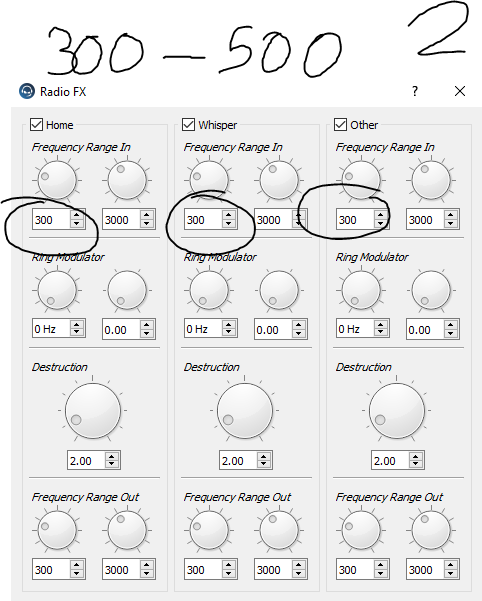 300 - 500 2
Radio FX ? ×
Home Whisper Other
Frequency Range In Frequency Range In Frequency Range In
300 3000 300 3000 300 3000
Ring Modulator Ring Modulator Ring Modulator
0 Hz 0.00 0 Hz 0.00 0 Hz 0.00
Destruction Destruction Destruction
2.00 2.00 2.00
Frequency Range Out Frequency Range Out Frequency Range Out
300 3000 300 3000 300 3000